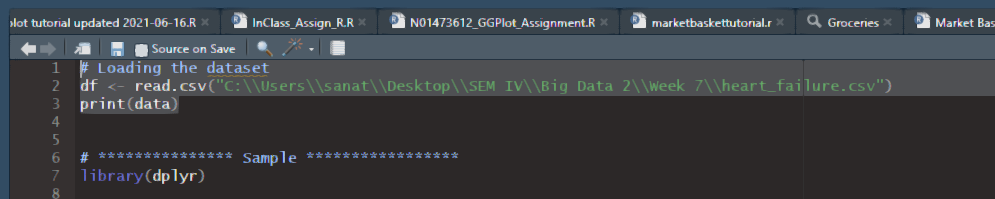 plot tutorial updated 2021-06-16.R × InClass_Assign_R.R × N01473612_GGPlot_Assignment.R × marketbaskettutorial.r × Groceries × Market Bas
Source on Save
1 # Loading the dataset
2 df <- read.csv("C:\\Users\\sanat\\Desktop\\SEM IV\\Big Data 2\\Week 7\\heart_failure.csv")
3 print(data)
4
5
6 # *************** Sample *****************
7 library(dplyr)
8